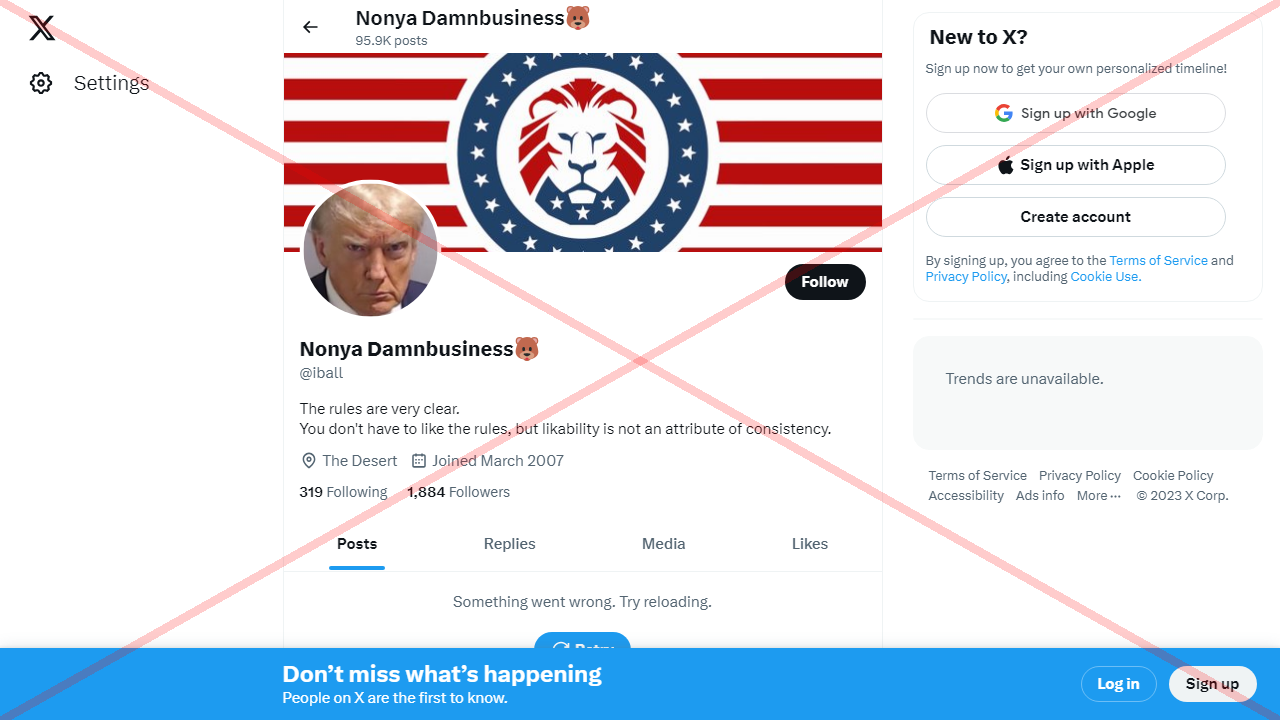 Settings
Nonya Damnbusiness🐻
95.9K posts
Follow
Nonya Damnbusiness🐻
@iball
The rules are very clear.
You don't have to like the rules, but likability is not an attribute of consistency.
The Desert Joined March 2007
319 Following 1,884 Followers
Posts Replies Media Likes
Something went wrong. Try reloading.
Retry
New to X?
Sign up now to get your own personalized timeline!
Sign up with Google
Sign up with Apple
Create account
By signing up, you agree to the Terms of Service and
Privacy Policy, including Cookie Use.
Trends are unavailable.
Terms of Service Privacy Policy Cookie Policy
Accessibility Ads info More ··· © 2023 X Corp.
Don’t miss what’s happening
People on X are the first to know.
Log in Sign up